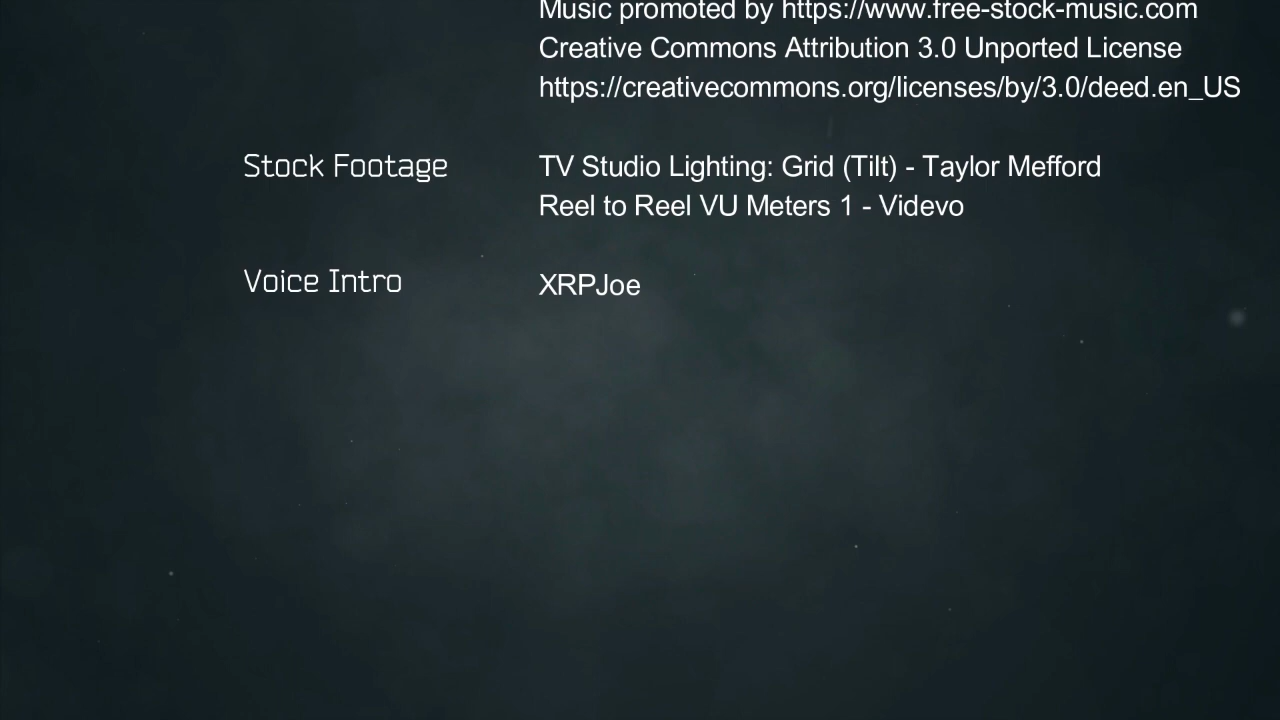 Music promoted by https://www.free-stock-music.com
Creative Commons Attribution 3.0 Unported License
https://creativecommons.org/licenses/by/3.0/deed.en_US
Stock Footage
TV Studio Lighting: Grid (Tilt) - Taylor Mefford
Reel to Reel VU Meters 1 - Videvo
Voice Intro
XRPJoe